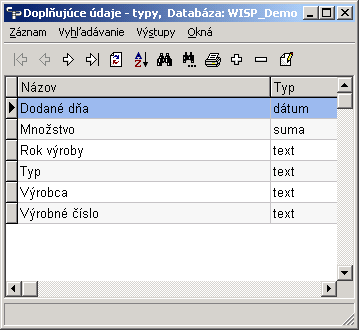 Doplňujúce údaje - typy, Databáza: WISP_Demo
Záznam Vyhľadávanie Výstupy Okná
Názov Typ
Dodané dňa dátum
Množstvo suma
Rok výroby text
Typ text
Výrobca text
Výrobné číslo text